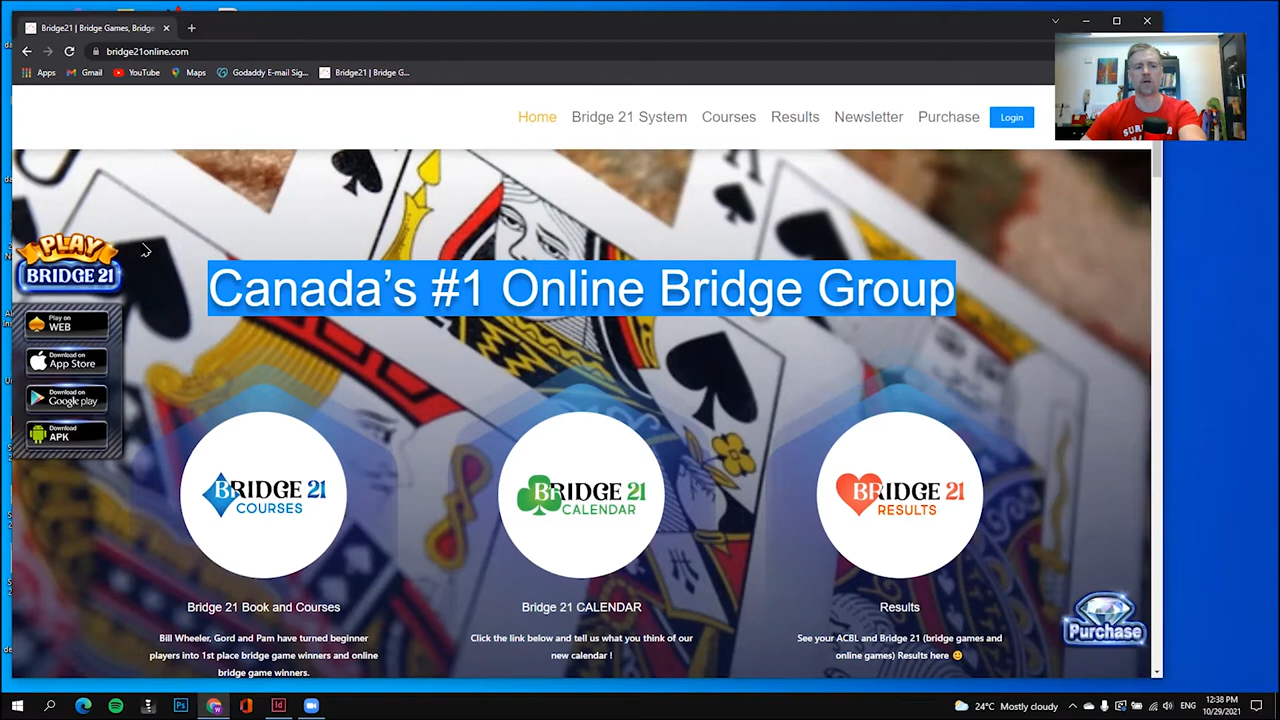 Bridge21 | Bridge Games, Bridge
bridge21online.com
Apps Gmail YouTube Maps Godaddy E-mail Sig... Bridge21 | Bridge G...
Home Bridge 21 System Courses Results Newsletter Purchase Login
PLAY
BRIDGE 21
Play on
WEB
Download on
App Store
Download on
Google play
Download
APK
Canada’s #1 Online Bridge Group
BRIDGE 21
COURSES
BRIDGE 21
CALENDAR
BRIDGE 21
RESULTS
Bridge 21 Book and Courses
Bill Wheeler, Gord and Pam have turned beginner
players into 1st place bridge game winners and online
bridge game winners.
Bridge 21 CALENDAR
Click the link below and tell us what you think of our
new calendar !
Results
See your ACBL and Bridge 21 (bridge games and
online games) Results here 🙂
Purchase
24°C Mostly cloudy
ENG
12:38 PM
10/29/2021